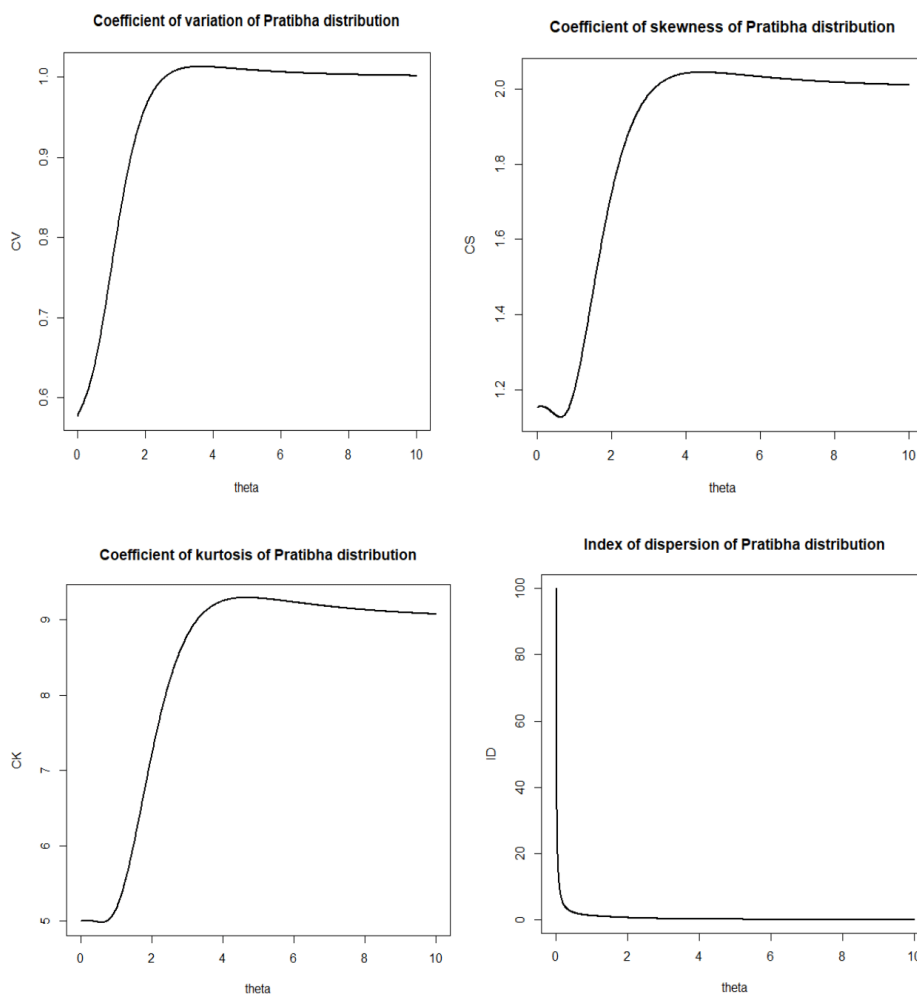 Coefficient of variation of Pratibha distribution
CV
0.6 0.7 0.8 0.9 1.0
0 2 4 6 8 10
theta
Coefficient of skewness of Pratibha distribution
CS
1.2 1.4 1.6 1.8 2.0
0 2 4 6 8 10
theta
Coefficient of kurtosis of Pratibha distribution
CK
5 6 7 8 9
0 2 4 6 8 10
theta
Index of dispersion of Pratibha distribution
ID
0 20 40 60 80 100
0 2 4 6 8 10
theta